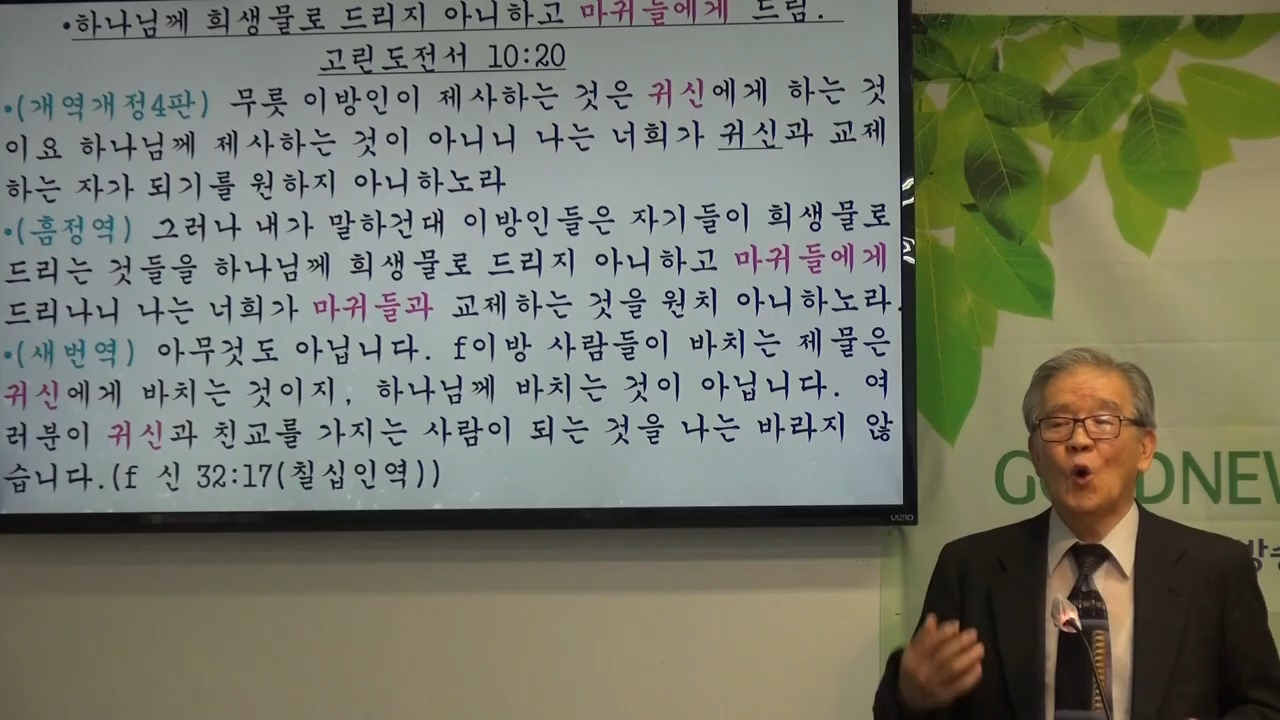 •하나님께 희생물로 드리지 아니하고 마귀들에게 드림.
고린도전서 10:20
•(개역개정4판) 무릇 이방인이 제사하는 것은 귀신에게 하는 것
이요 하나님께 제사하는 것이 아니니 나는 너희가 귀신과 교제
하는 자가 되기를 원하지 아니하노라
•(흠정역) 그러나 내가 말하건대 이방인들은 자기들이 희생물로
드리는 것들을 하나님께 희생물로 드리지 아니하고 마귀들에게
드리나니 나는 너희가 마귀들과 교제하는 것을 원치 아니하노라.
•(새번역) 아무것도 아닙니다. f이방 사람들이 바치는 제물은
귀신에게 바치는 것이지, 하나님께 바치는 것이 아닙니다. 여
러분이 귀신과 친교를 가지는 사람이 되는 것을 나는 바라지 않
습니다.(f 신 32:17(칠십인역))
VIZIO